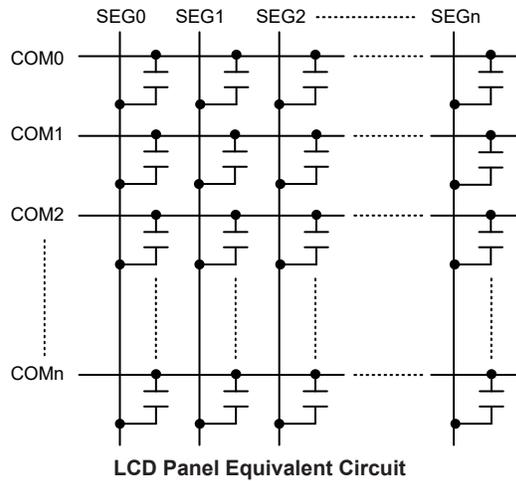 SEG0 SEG1 SEG2 SEGn
COM0
COM1
COM2
COMn
LCD Panel Equivalent Circuit